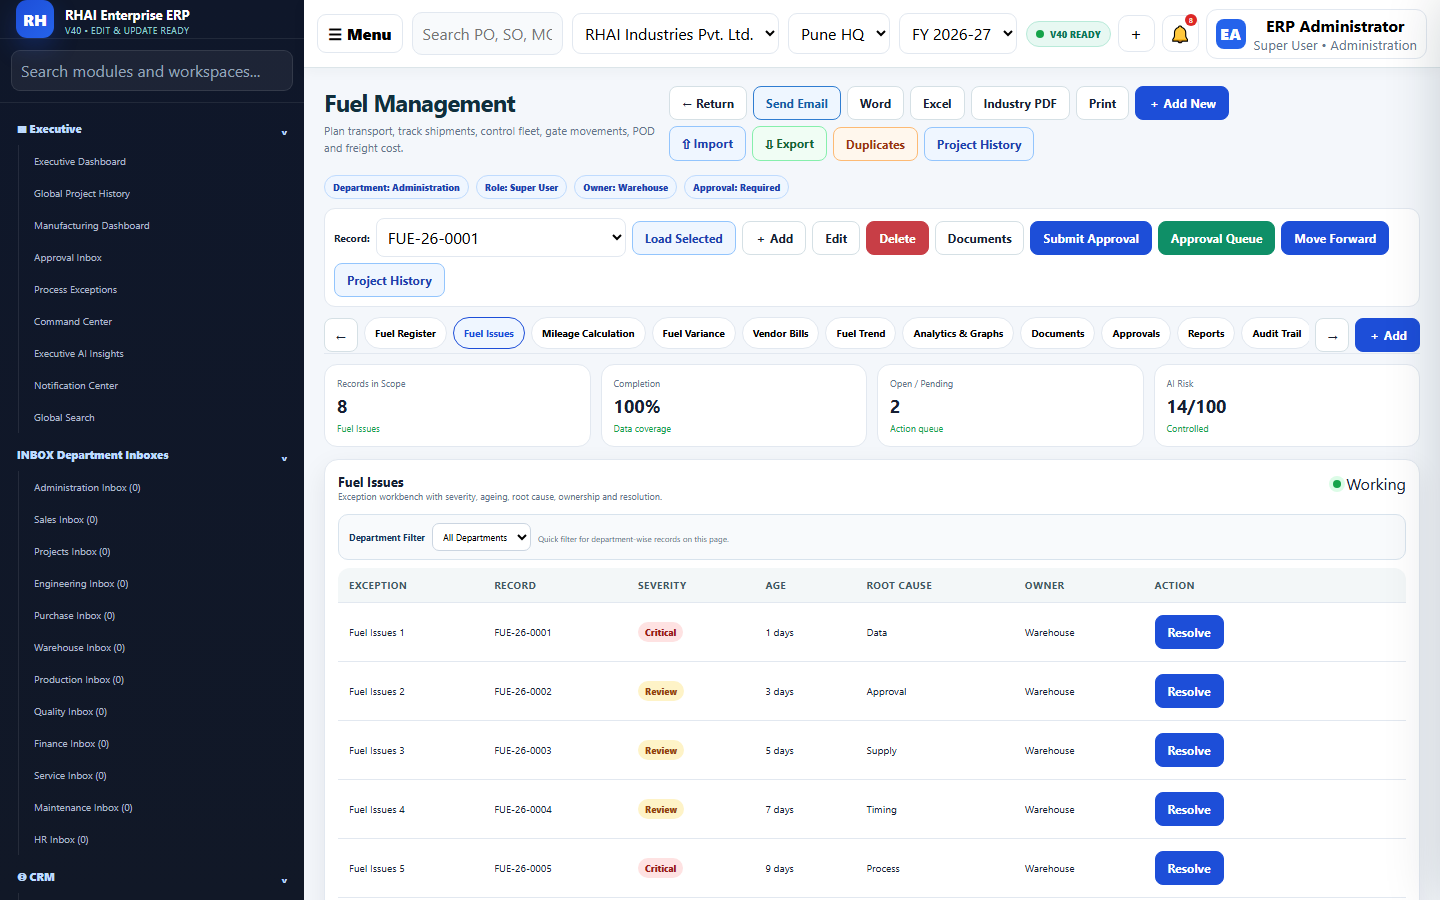 RH
RHAI Enterprise ERP
V40 • EDIT & UPDATE READY
Search modules and workspaces...
Executive
Executive Dashboard
Global Project History
Manufacturing Dashboard
Approval Inbox
Process Exceptions
Command Center
Executive AI Insights
Notification Center
Global Search
INBOX Department Inboxes
Administration Inbox (0)
Sales Inbox (0)
Projects Inbox (0)
Engineering Inbox (0)
Purchase Inbox (0)
Warehouse Inbox (0)
Production Inbox (0)
Quality Inbox (0)
Finance Inbox (0)
Service Inbox (0)
Maintenance Inbox (0)
HR Inbox (0)
CRM
☰ Menu
Search PO, SO, MO
RHAI Industries Pvt. Ltd.
Pune HQ
FY 2026-27
V40 READY
+
8
EA
ERP Administrator
Super User • Administration
Fuel Management
Plan transport, track shipments, control fleet, gate movements, POD
and freight cost.
← Return
Send Email
Word
Excel
Industry PDF
Print
+ Add New
⇧ Import
⇩ Export
Duplicates
Project History
Department: Administration
Role: Super User
Owner: Warehouse
Approval: Required
Record:
FUE-26-0001
Load Selected
+ Add
Edit
Delete
Documents
Submit Approval
Approval Queue
Move Forward
Project History
←
Fuel Register
Fuel Issues
Mileage Calculation
Fuel Variance
Vendor Bills
Fuel Trend
Analytics & Graphs
Documents
Approvals
Reports
Audit Trail
→
+ Add
Records in Scope
8
Fuel Issues
Completion
100%
Data coverage
Open / Pending
2
Action queue
AI Risk
14/100
Controlled
Fuel Issues
Exception workbench with severity, ageing, root cause, ownership and resolution.
Working
Department Filter
All Departments
Quick filter for department-wise records on this page.
EXCEPTION RECORD SEVERITY AGE ROOT CAUSE OWNER ACTION
Fuel Issues 1 FUE-26-0001 Critical 1 days Data Warehouse Resolve
Fuel Issues 2 FUE-26-0002 Review 3 days Approval Warehouse Resolve
Fuel Issues 3 FUE-26-0003 Review 5 days Supply Warehouse Resolve
Fuel Issues 4 FUE-26-0004 Review 7 days Timing Warehouse Resolve
Fuel Issues 5 FUE-26-0005 Critical 9 days Process Warehouse Resolve